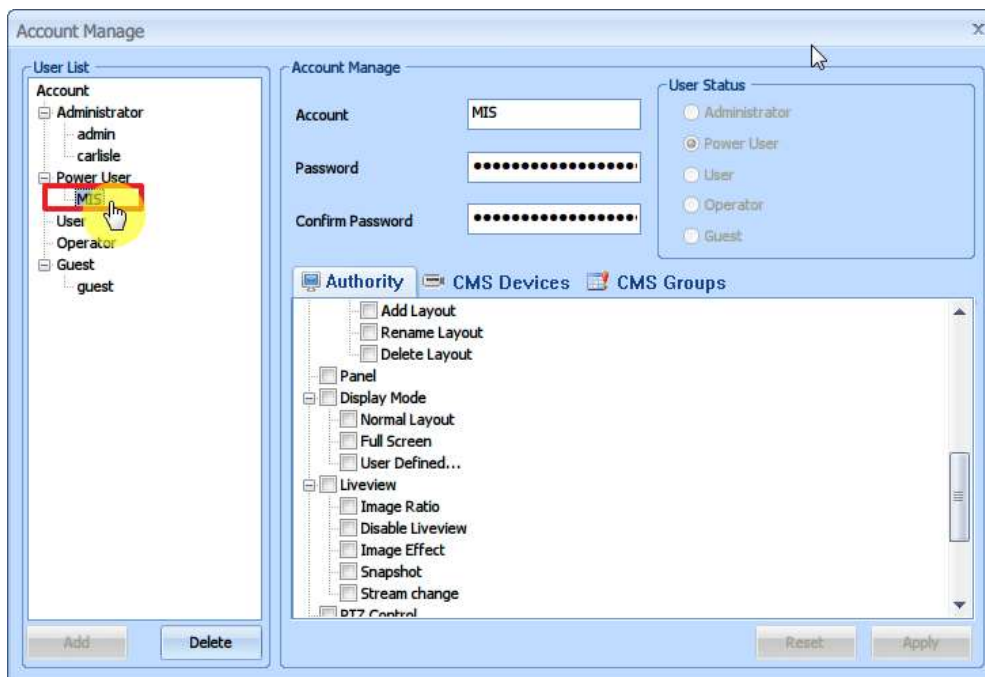 Account Manage
x
User List
Account
Administrator
admin
carlisle
Power User
MIS
User
Operator
Guest
guest
Add
Delete
Account Manage
Account
MIS
Password
●●●●●●●●●●●●●●●●●
Confirm Password
●●●●●●●●●●●●●●●●●
User Status
Administrator
Power User
User
Operator
Guest
Authority
CMS Devices
CMS Groups
Add Layout
Rename Layout
Delete Layout
Panel
Display Mode
Normal Layout
Full Screen
User Defined...
Liveview
Image Ratio
Disable Liveview
Image Effect
Snapshot
Stream change
PTZ Control
Reset
Apply